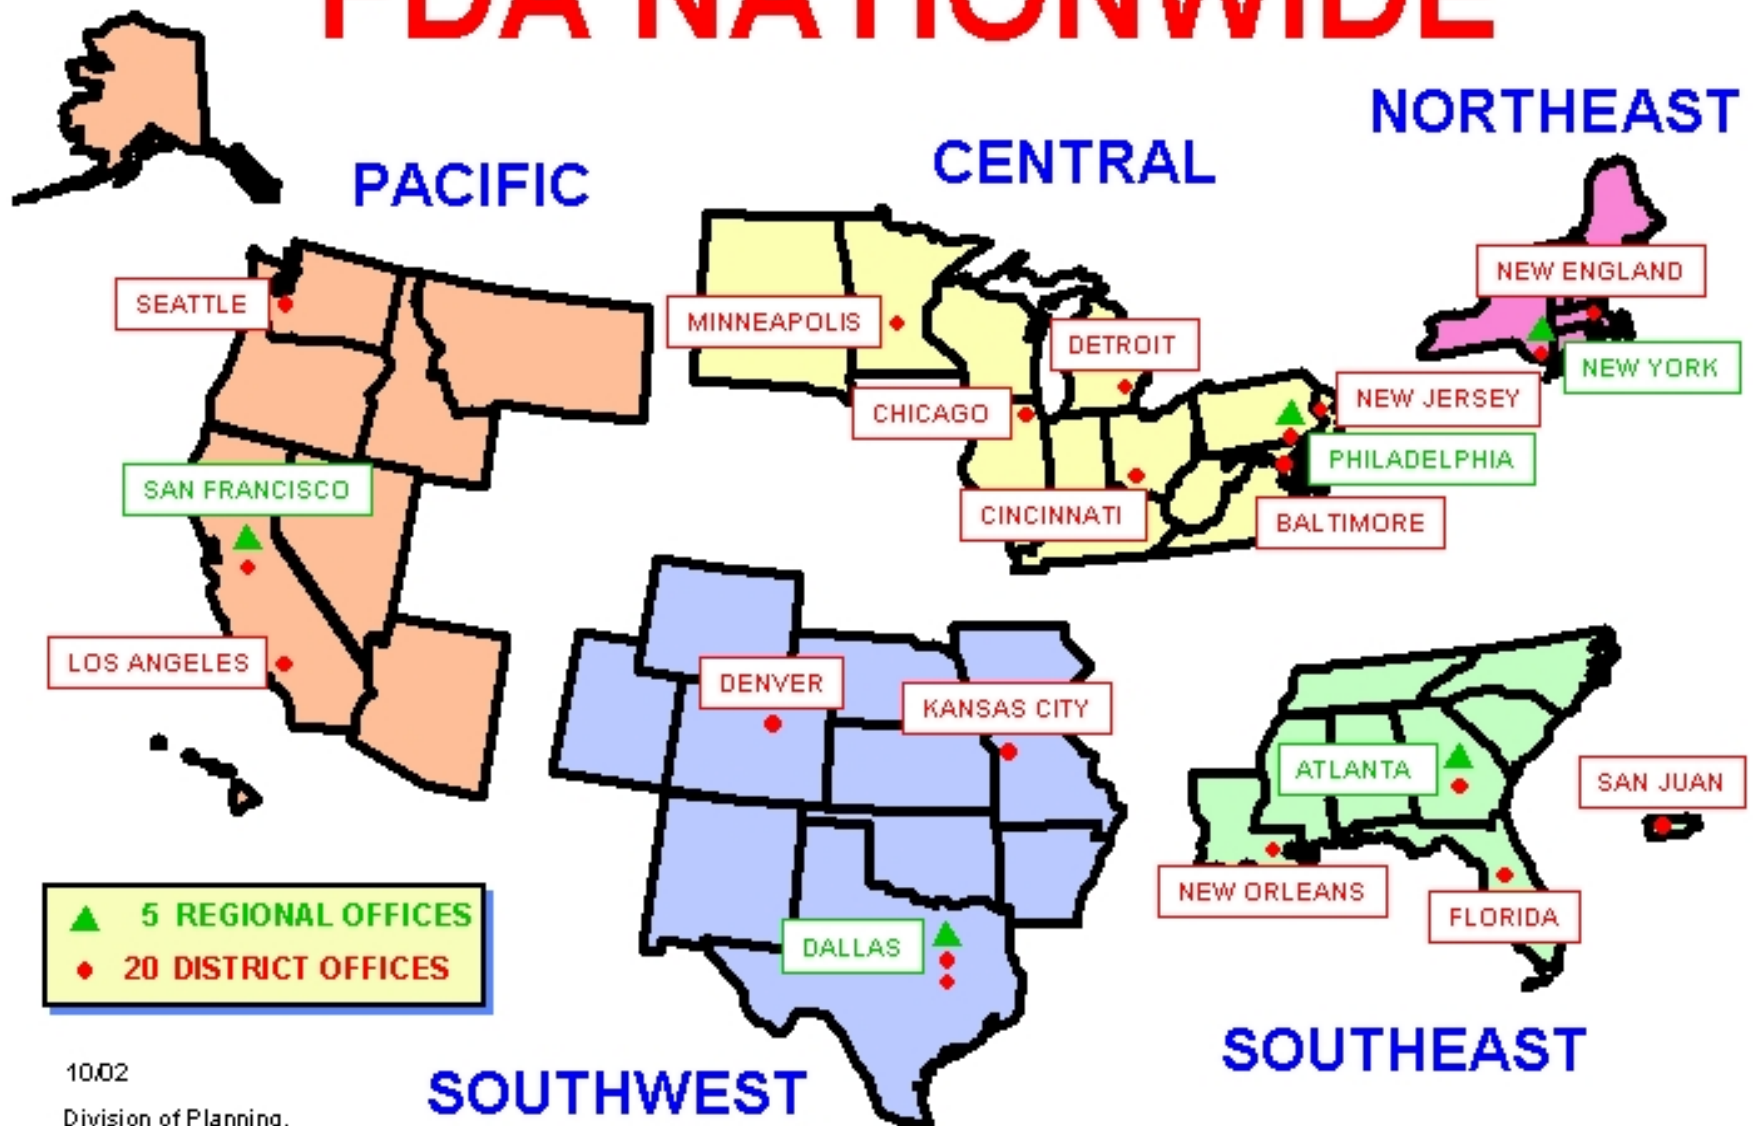 FDA NATIONWIDE
NORTHEAST
CENTRAL
PACIFIC
NEW ENGLAND
SEATTLE
MINNEAPOLIS
DETROIT
NEW YORK
CHICAGO
NEW JERSEY
PHILADELPHIA
SAN FRANCISCO
CINCINNATI
BALTIMORE
LOS ANGELES
DENVER
KANSAS CITY
ATLANTA
SAN JUAN
NEW ORLEANS
FLORIDA
DALLAS
5 REGIONAL OFFICES
20 DISTRICT OFFICES
SOUTHEAST
SOUTHWEST
10/02
Division of Planning,